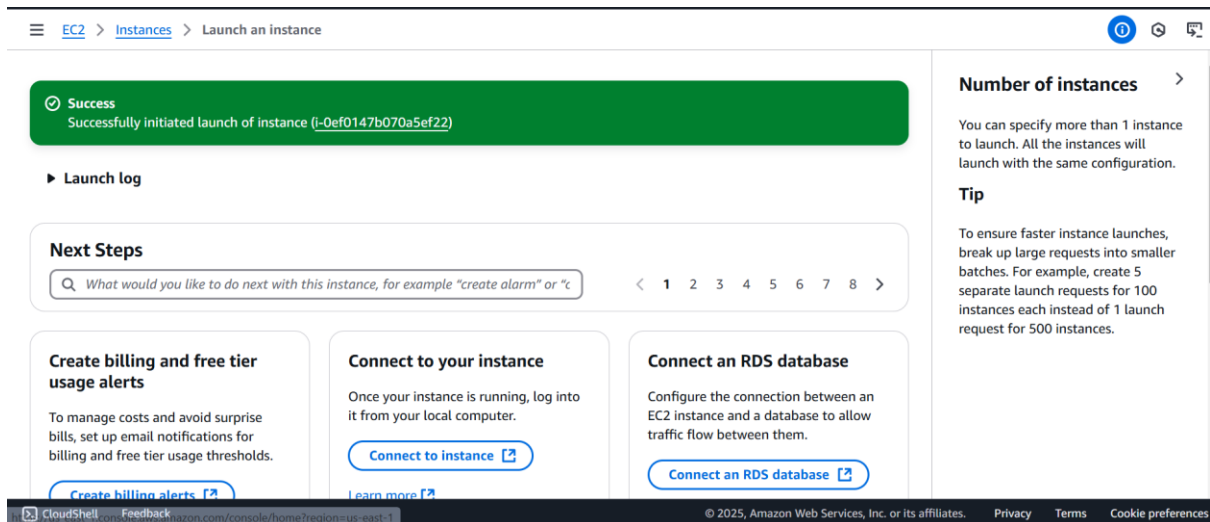 EC2 > Instances > Launch an instance
Success
Successfully initiated launch of instance (i-0ef0147b070a5ef22)
Launch log
Next Steps
What would you like to do next with this instance, for example "create alarm" or "c
1 2 3 4 5 6 7 8
Create billing and free tier
usage alerts
To manage costs and avoid surprise
bills, set up email notifications for
billing and free tier usage thresholds.
Create billing alerts
Connect to your instance
Once your instance is running, log into
it from your local computer.
Connect to instance
Learn more
Connect an RDS database
Configure the connection between an
EC2 instance and a database to allow
traffic flow between them.
Connect an RDS database
Number of instances
You can specify more than 1 instance
to launch. All the instances will
launch with the same configuration.
Tip
To ensure faster instance launches,
break up large requests into smaller
batches. For example, create 5
separate launch requests for 100
instances each instead of 1 launch
request for 500 instances.
CloudShell Feedback
© 2025, Amazon Web Services, Inc. or its affiliates. Privacy Terms Cookie preferences